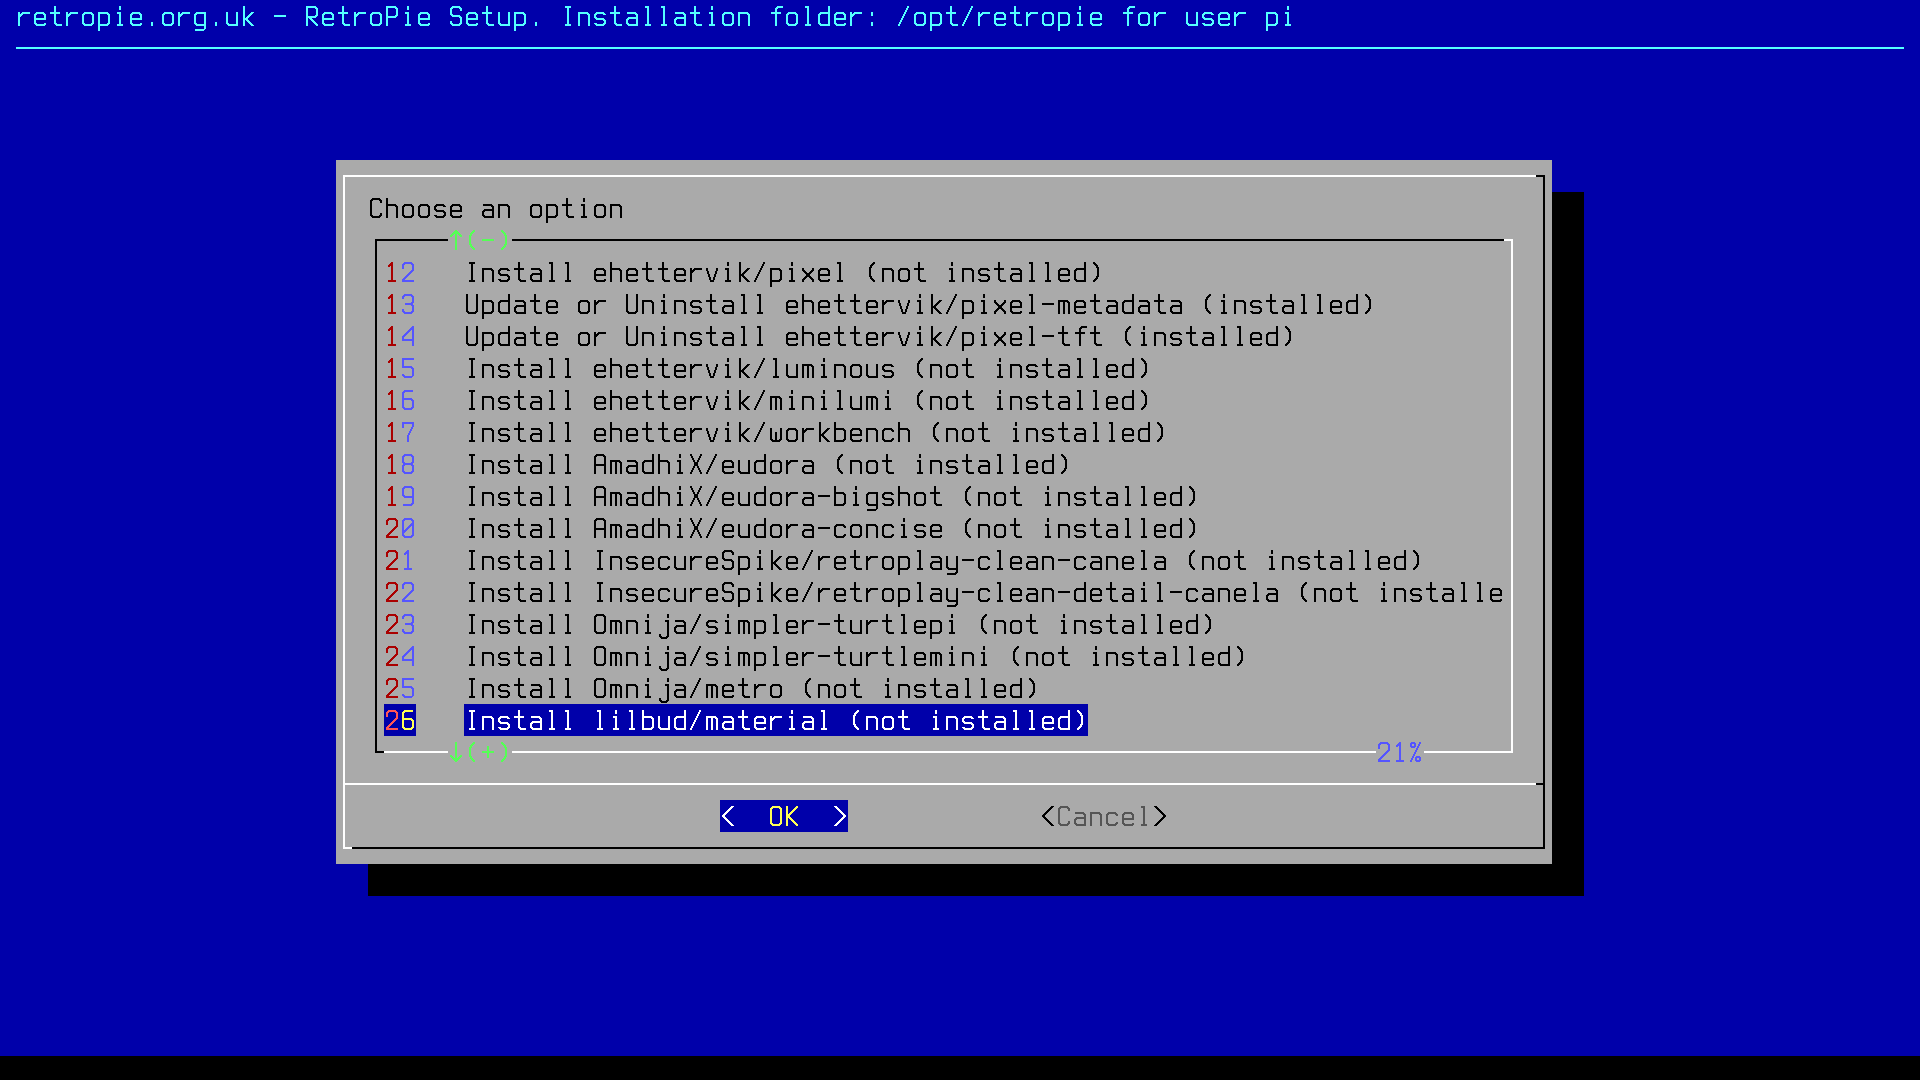 retropie.org.uk - RetroPie Setup. Installation folder: /opt/retropie for user pi
Choose an option
↑(-)
12 Install ehettervik/pixel (not installed)
13 Update or Uninstall ehettervik/pixel-metadata (installed)
14 Update or Uninstall ehettervik/pixel-tft (installed)
15 Install ehettervik/luminous (not installed)
16 Install ehettervik/minilumi (not installed)
17 Install ehettervik/workbench (not installed)
18 Install AmadhiX/eudora (not installed)
19 Install AmadhiX/eudora-bigshot (not installed)
20 Install AmadhiX/eudora-concise (not installed)
21 Install InsecureSpike/retroplay-clean-canela (not installed)
22 Install InsecureSpike/retroplay-clean-detail-canela (not installe
23 Install Omnija/simpler-turtlepi (not installed)
24 Install Omnija/simpler-turtlemini (not installed)
25 Install Omnija/metro (not installed)
26 Install lilbud/material (not installed)
↓(+) 21%
< OK > <Cancel>